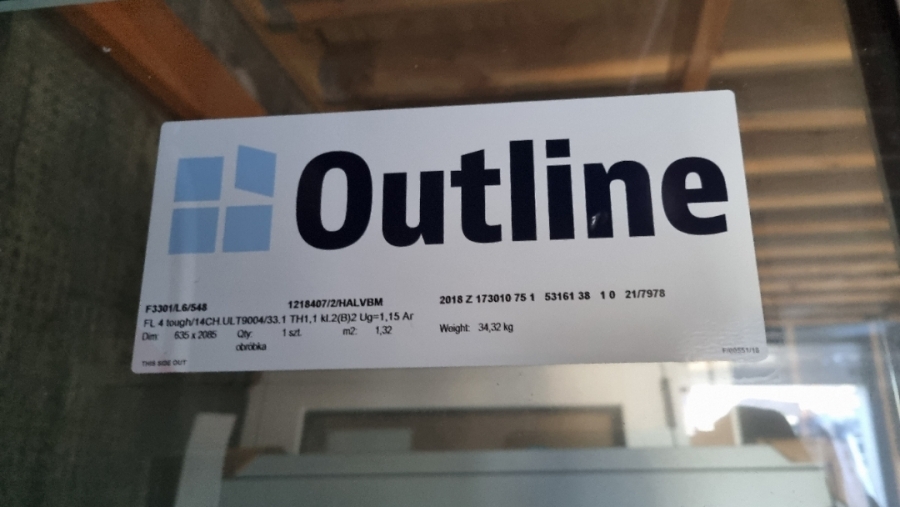 Outline
F3301/L6/548 1218407/2/HALVBM 2018 Z 173010 75 1 53161 38 1 0 21/7978
FL 4 tough/14CH.ULT9004/33.1 TH1,1 kl.2(B)2 Ug=1,15 Ar
Dim: 635 x 2085 Qty: 1 szt. m2: 1,32 Weight: 34,32 kg
obróbka
THIS SIDE OUT